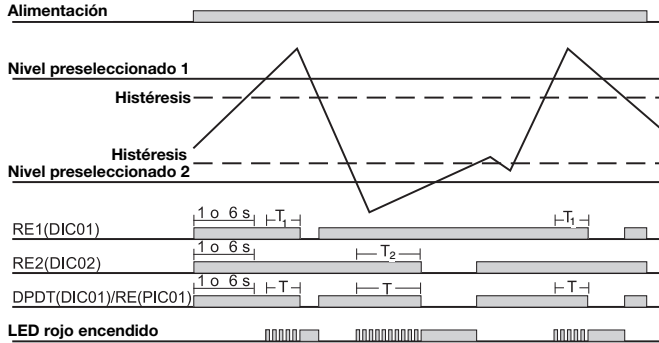 Alimentación
Nivel preseleccionado 1
Histéresis
Histéresis
Nivel preseleccionado 2
1 o 6 s T1 T1
RE1(DIC01)
1 o 6 s T2
RE2(DIC02)
1 o 6 s T T T
DPDT(DIC01)/RE(PIC01)
LED rojo encendido